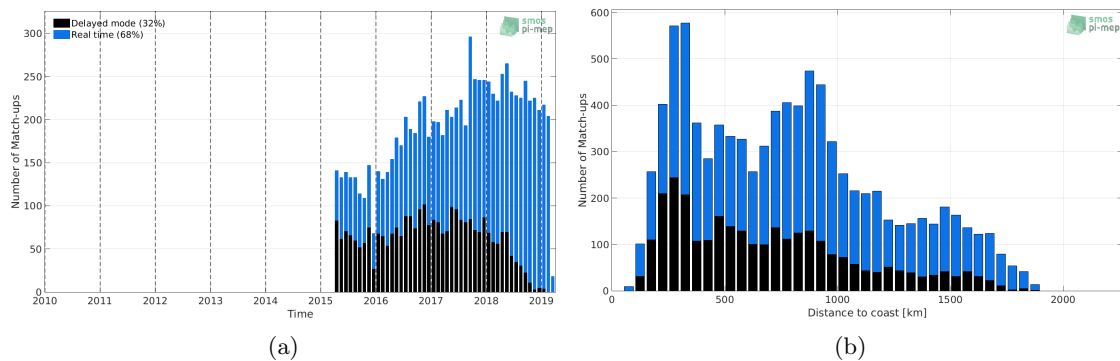 Delayed mode (32%)
Real time (68%)
smos
pi-mep
300
250
200
150
100
50
0
Number of Match-ups
2010
2011
2012
2013
2014
2015
2016
2017
2018
2019
Time
(a)
smos
pi-mep
600
500
400
300
200
100
0
Number of Match-ups
0
500
1000
1500
2000
Distance to coast [km]
(b)